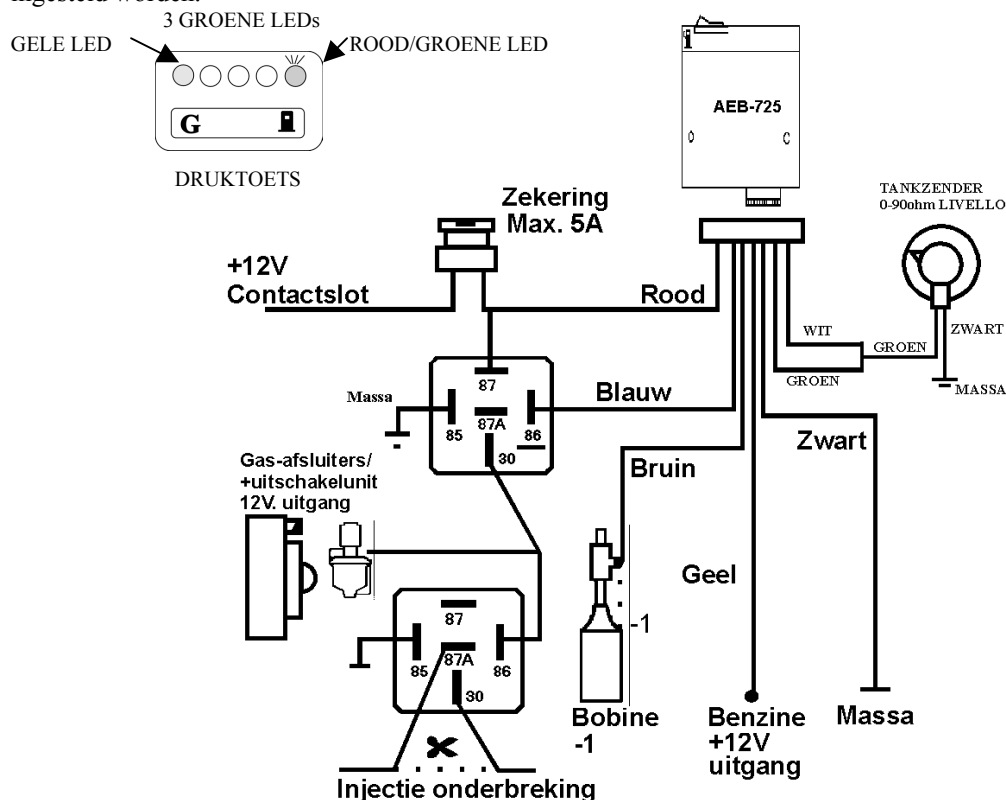 ingesteld worden.
3 GROENE LEDs
GELE LED
ROOD/GROENE LED
G
DRUKTOETS
AEB-725
TANKZENDER
0-90ohm LIVELLO
Zekering
Max. 5A
+12V
Contactslot
Rood
WIT
GROEN
ZWART
GROEN
MASSA
87
Massa
85
87A
86
30
Blauw
Zwart
Bruin
Gas-afsluiters/
+uitschakelunit
12V. uitgang
Geel
87
85
87A
86
30
-1
Bobine
-1
Benzine
+12V
uitgang
Massa
Injectie onderbreking